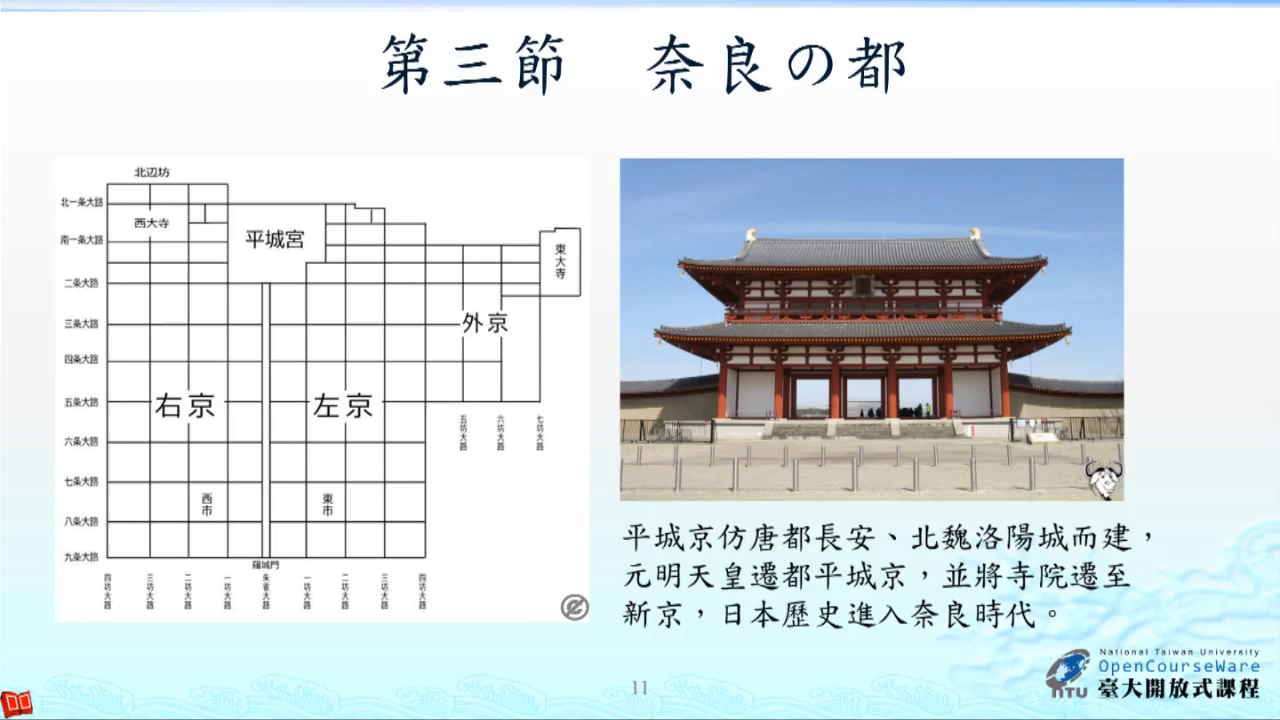 第三節　奈良の都
北辺坊
北一条大路
西大寺
南一条大路
平城宮
東大寺
二条大路
三条大路
外京
四条大路
五条大路
右京
左京
五坊大路
六坊大路
七坊大路
六条大路
七条大路
西市
東市
八条大路
九条大路
羅城門
四坊大路
三坊大路
二坊大路
一坊大路
朱雀大路
一坊大路
二坊大路
三坊大路
四坊大路
平城京仿唐都長安、北魏洛陽城而建，
元明天皇遷都平城京，並將寺院遷至
新京，日本歷史進入奈良時代。
11
National Taiwan University
OpenCourseWare
NTU 臺大開放式課程